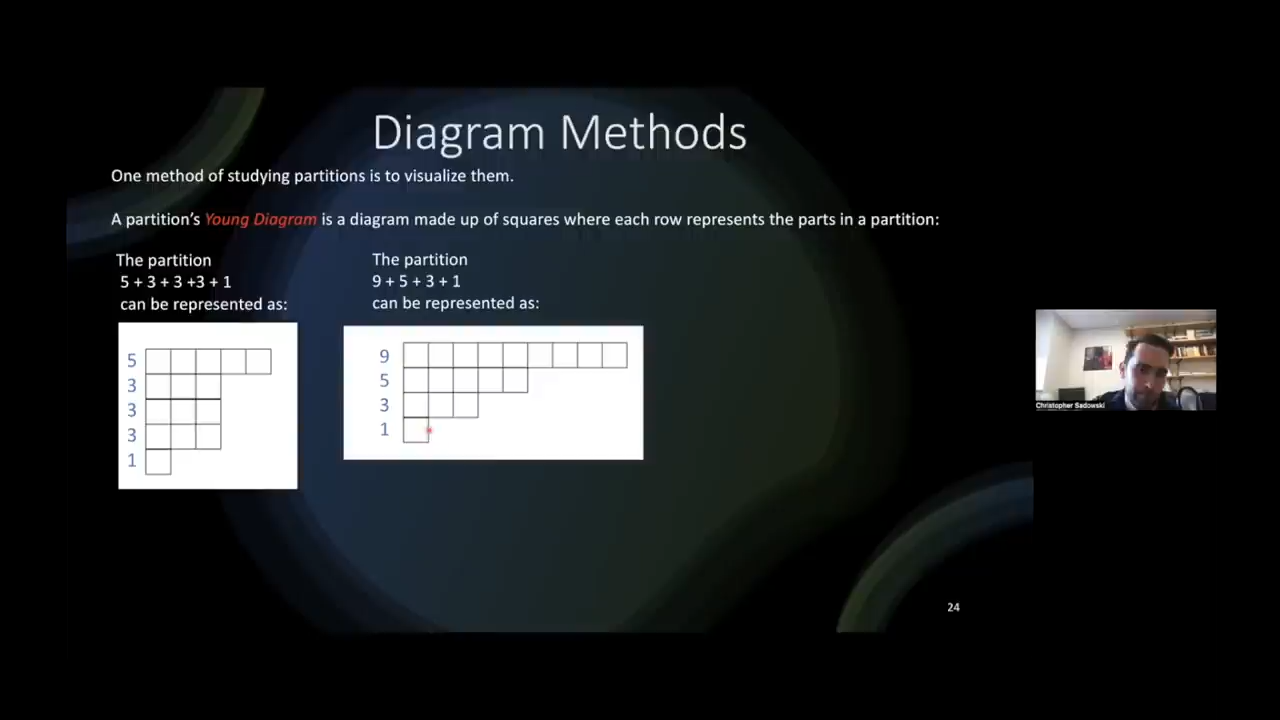 Diagram Methods
One method of studying partitions is to visualize them.
A partition's Young Diagram is a diagram made up of squares where each row represents the parts in a partition:
The partition
5 + 3 + 3 +3 + 1
can be represented as:
5
3
3
3
1
The partition
9 + 5 + 3 + 1
can be represented as:
9
5
3
1
Christopher Sadowski
24